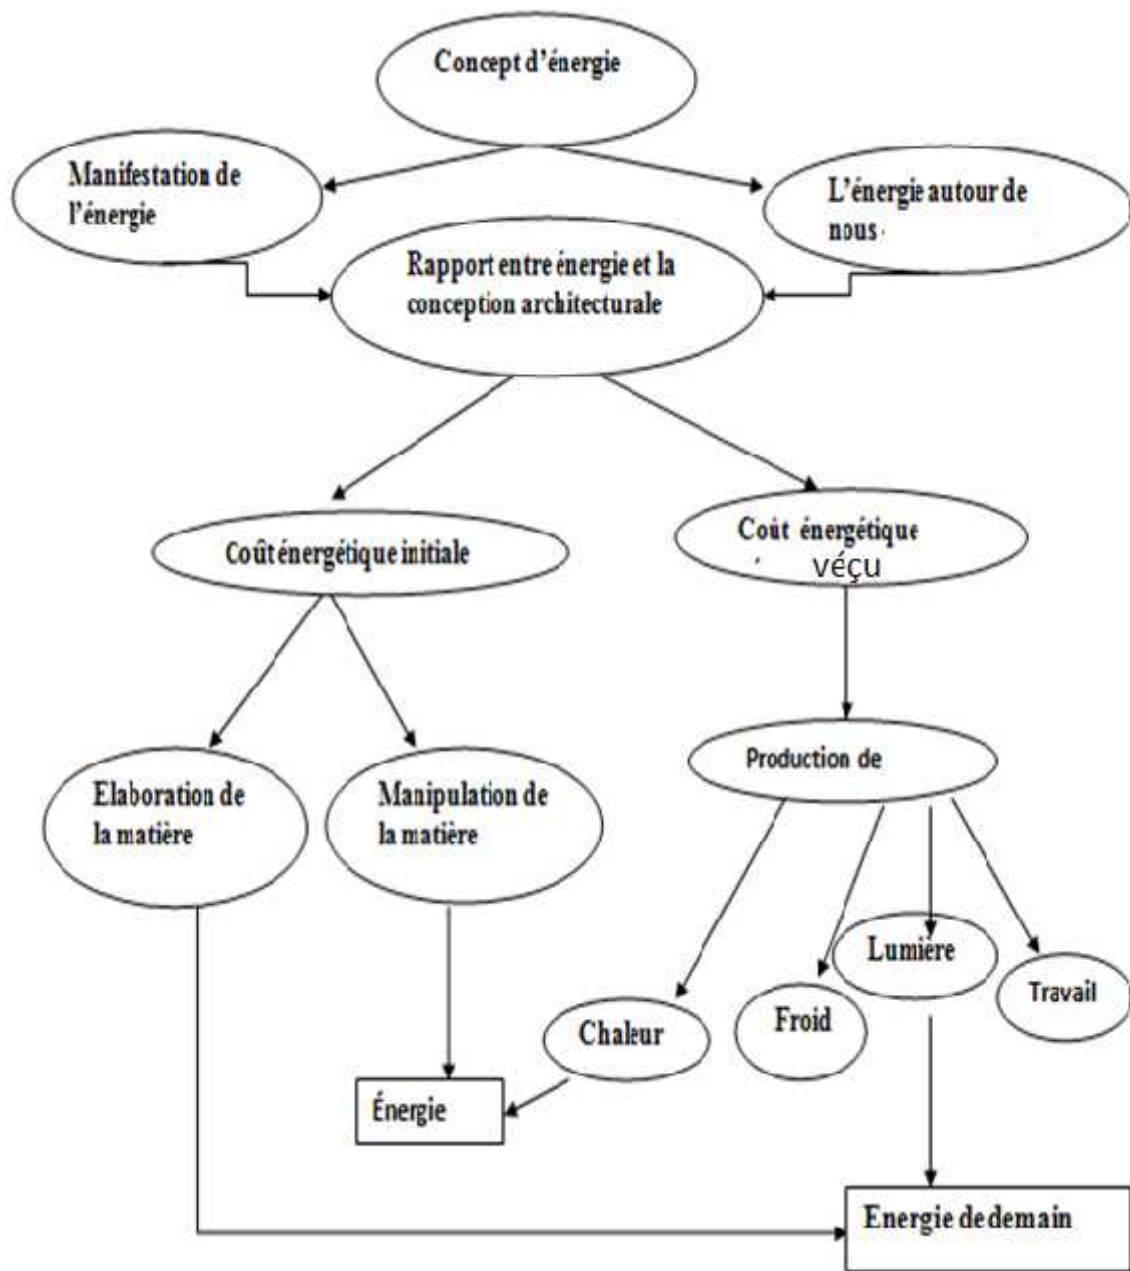 Concept d'énergie
Manifestation de
l'énergie
L'énergie autour de
nous
Rapport entre énergie et la
conception architecturale
Coût énergétique initiale
Coût énergétique
véçu
Production de
Elaboration de
la matière
Manipulation de
la matière
Lumière
Travail
Froid
Chaleur
Énergie
Energie de demain